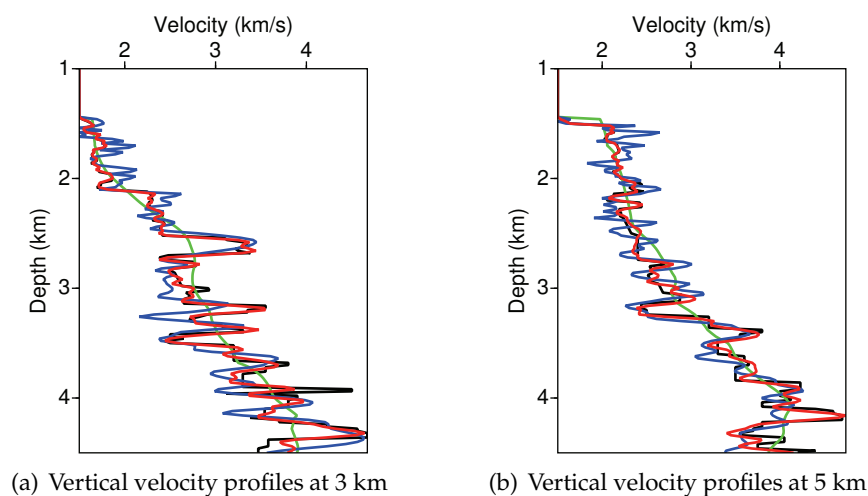 Velocity (km/s)
2 3 4
1
2
3
4
Depth (km)
(a) Vertical velocity profiles at 3 km
Velocity (km/s)
2 3 4
1
2
3
4
Depth (km)
(b) Vertical velocity profiles at 5 km